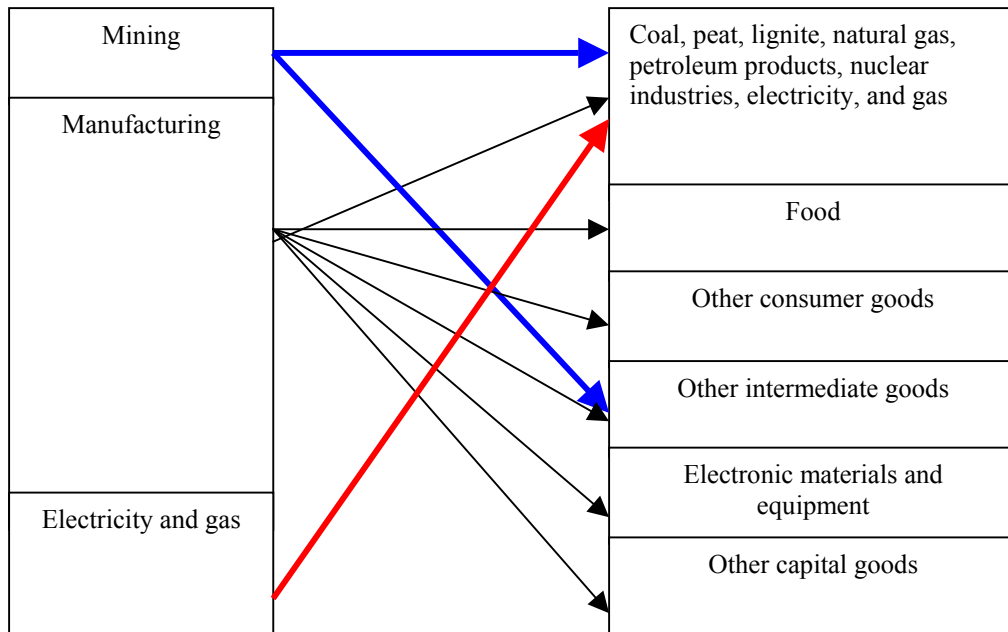 Mining
Manufacturing
Electricity and gas
Coal, peat, lignite, natural gas,
petroleum products, nuclear
industries, electricity, and gas
Food
Other consumer goods
Other intermediate goods
Electronic materials and
equipment
Other capital goods